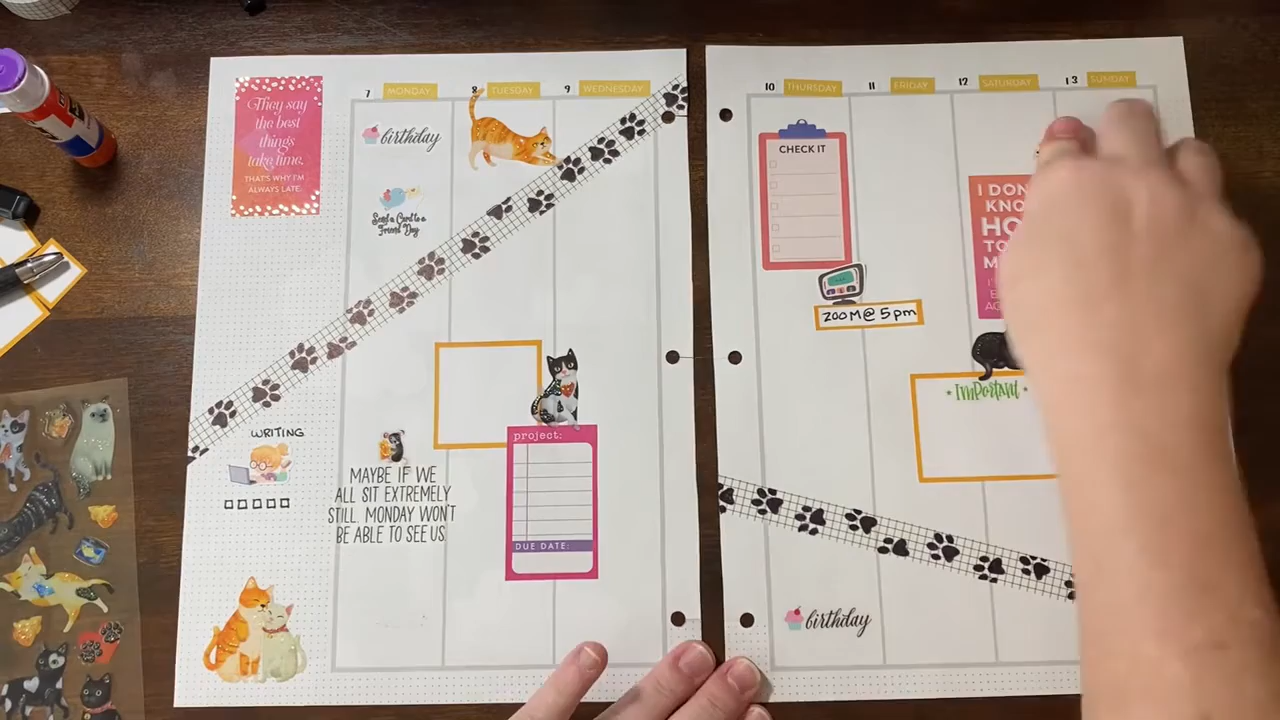 They say
the best
things
take time.
THAT'S WHY I'M
ALWAYS LATE.
7 MONDAY
8 TUESDAY
9 WEDNESDAY
birthday
Send a Card to a
Friend Day
WRITING
MAYBE IF WE
ALL SIT EXTREMELY
STILL, MONDAY WON'T
BE ABLE TO SEE US
project:
DUE DATE:
10 THURSDAY
11 FRIDAY
12 SATURDAY
13 SUNDAY
CHECK IT
ZOOM @ 5pm
I DON
KNO
HO
TO
M
IMPORTANT
birthday